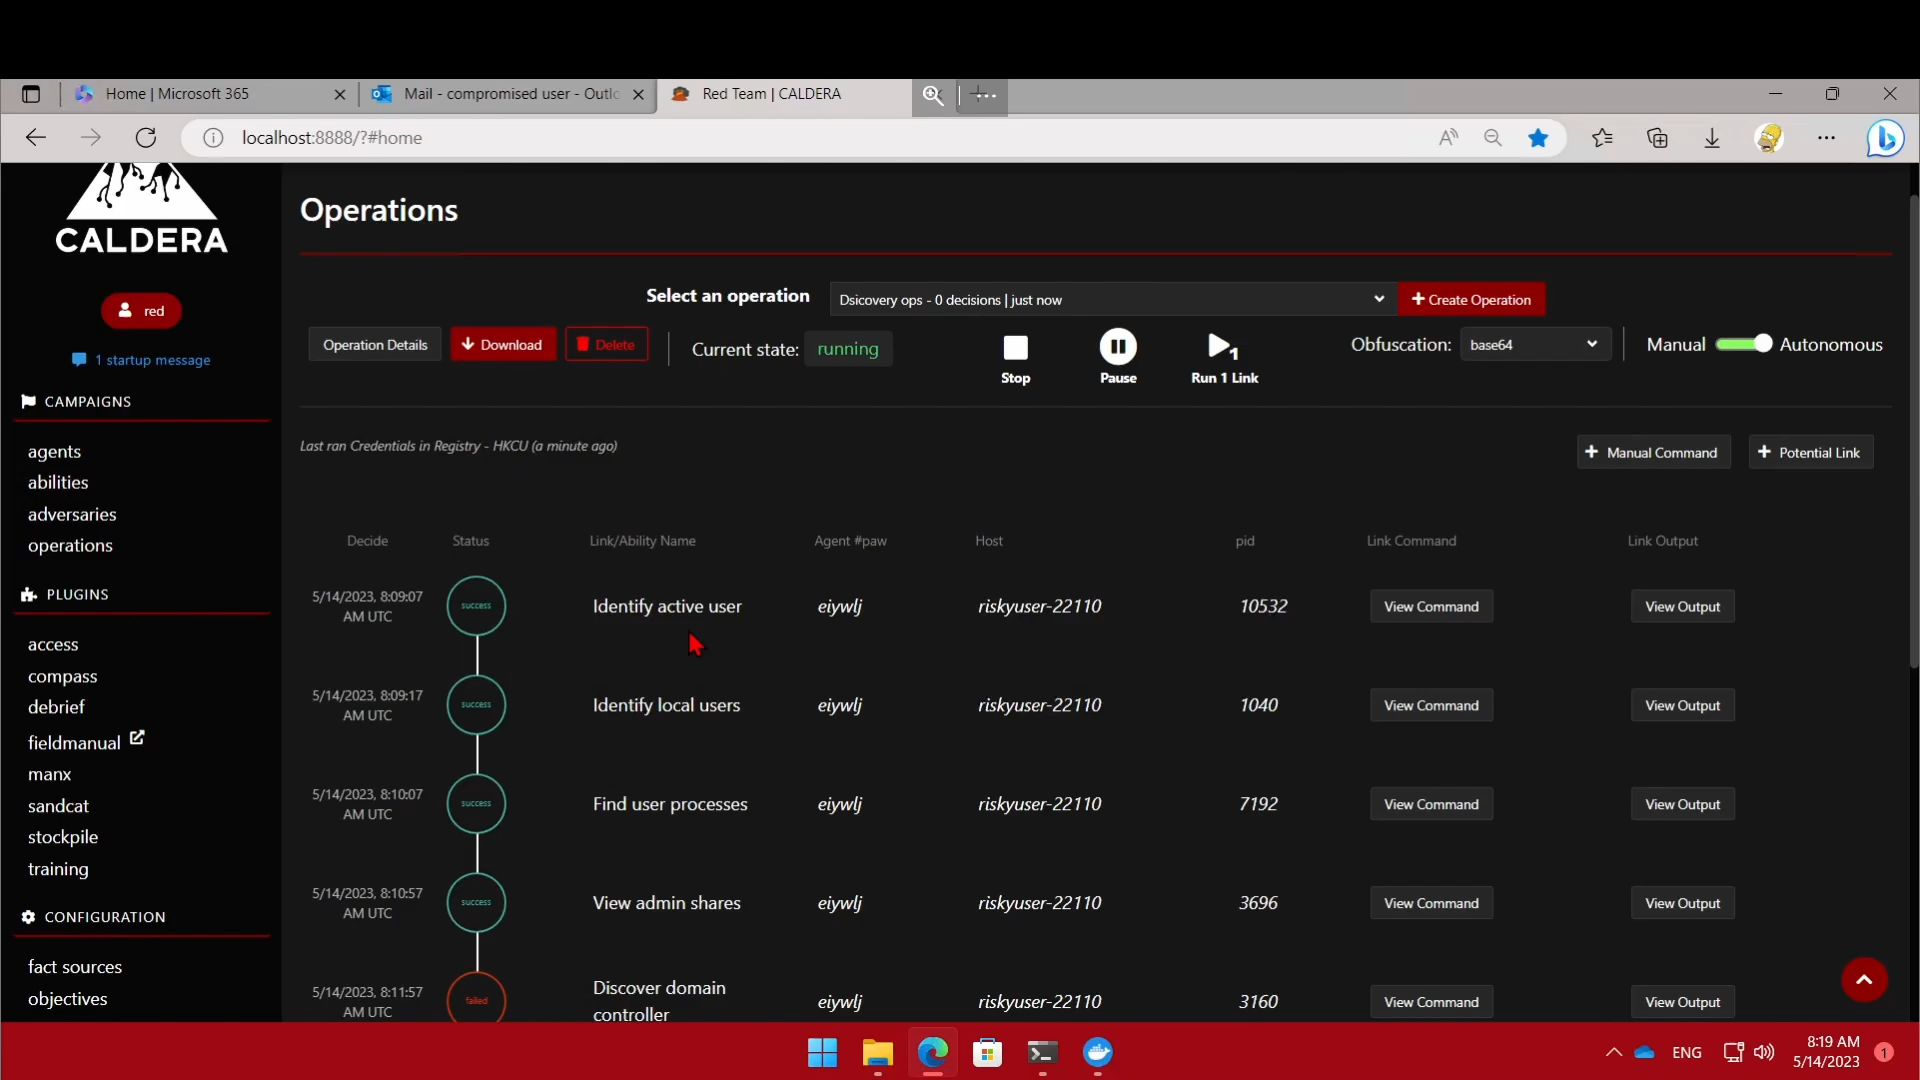 Home | Microsoft 365
Mail - compromised user - Outlo
Red Team | CALDERA
localhost:8888/?#home
CALDERA
red
1 startup message
CAMPAIGNS
agents
abilities
adversaries
operations
PLUGINS
access
compass
debrief
fieldmanual
manx
sandcat
stockpile
training
CONFIGURATION
fact sources
objectives
Operations
Select an operation
Dsicovery ops - 0 decisions | just now
Create Operation
Operation Details
Download
Delete
Current state: running
Stop
Pause
1
Run 1 Link
Obfuscation: base64
Manual Autonomous
Last ran Credentials in Registry - HKCU (a minute ago)
Manual Command
Potential Link
Decide Status Link/Ability Name Agent #paw Host pid Link Command Link Output
5/14/2023, 8:09:07 AM UTC success Identify active user eiywlj riskyuser-22110 10532 View Command View Output
5/14/2023, 8:09:17 AM UTC success Identify local users eiywlj riskyuser-22110 1040 View Command View Output
5/14/2023, 8:10:07 AM UTC success Find user processes eiywlj riskyuser-22110 7192 View Command View Output
5/14/2023, 8:10:57 AM UTC success View admin shares eiywlj riskyuser-22110 3696 View Command View Output
5/14/2023, 8:11:57 AM UTC failed Discover domain controller eiywlj riskyuser-22110 3160 View Command View Output
ENG
8:19 AM
5/14/2023
1